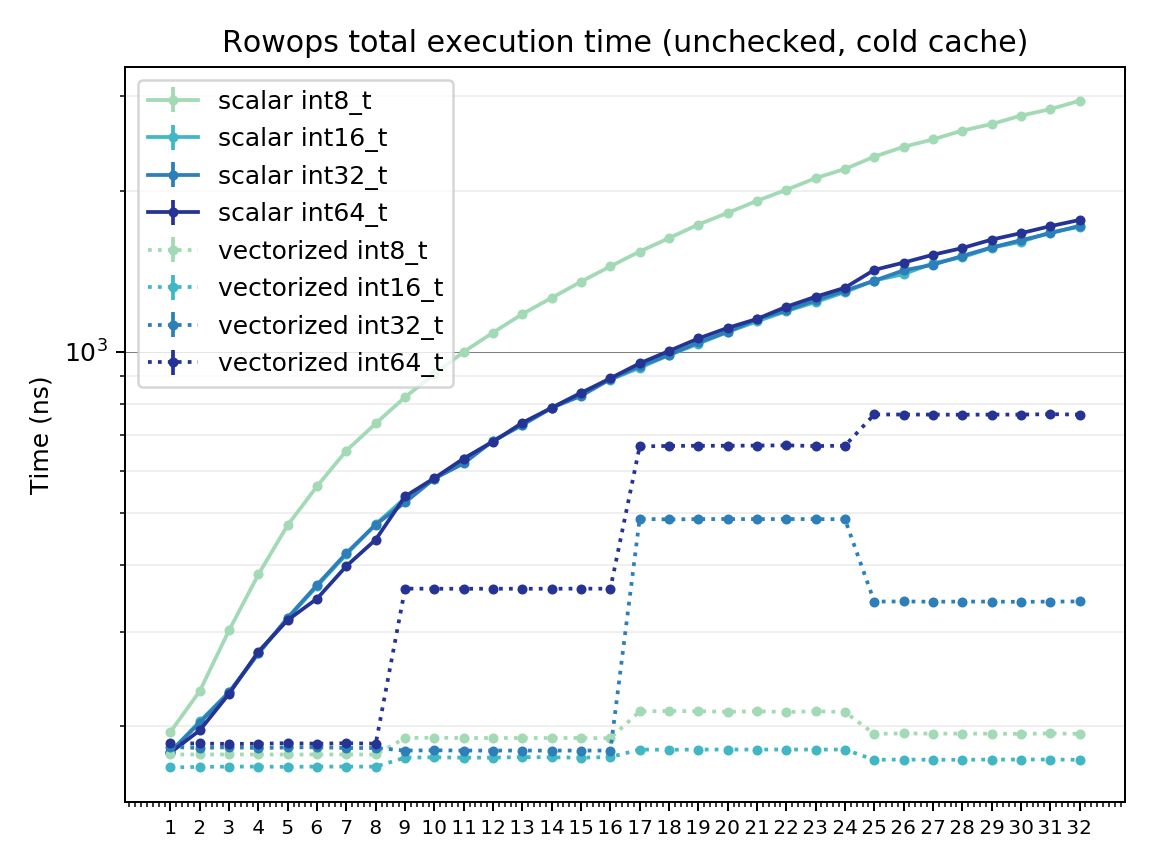 Rowops total execution time (unchecked, cold cache)
scalar int8_t
scalar int16_t
scalar int32_t
scalar int64_t
vectorized int8_t
vectorized int16_t
vectorized int32_t
vectorized int64_t
10³
Time (ns)
1 2 3 4 5 6 7 8 9 10 11 12 13 14 15 16 17 18 19 20 21 22 23 24 25 26 27 28 29 30 31 32